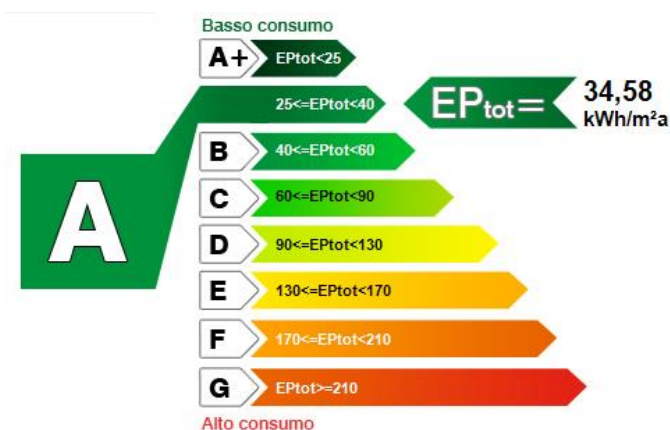 Basso consumo
A+ EPtot<25
A 25<=EPtot<40 EPtot= 34,58 kWh/m²a
B 40<=EPtot<60
C 60<=EPtot<90
D 90<=EPtot<130
E 130<=EPtot<170
F 170<=EPtot<210
G EPtot>=210
Alto consumo